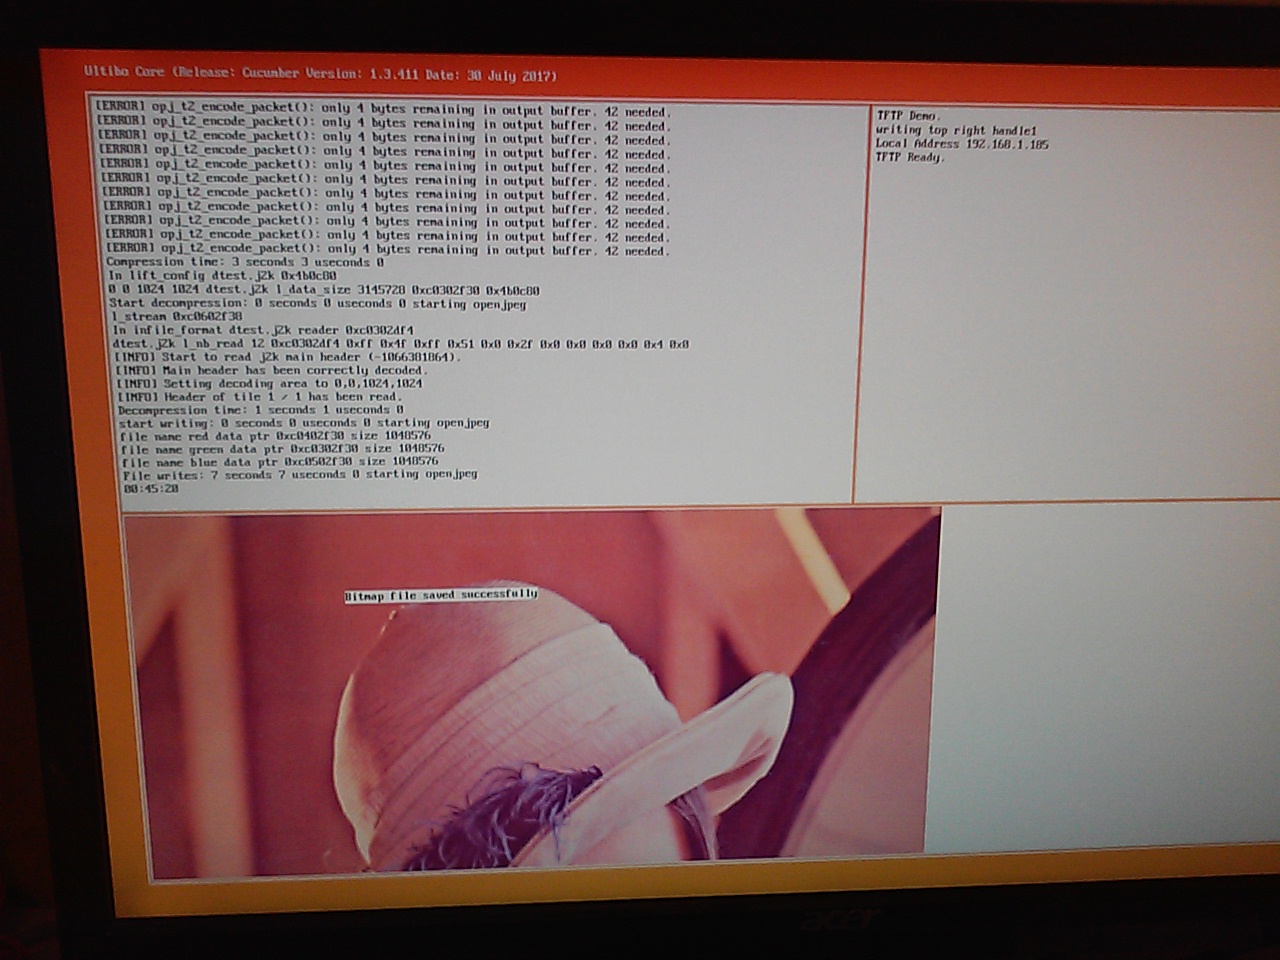 Ultibo Core (Release: Cucumber Version: 1.3.411 Date: 30 July 2017)
[ERROR] opj_t2_encode_packet(): only 4 bytes remaining in output buffer. 42 needed.
[ERROR] opj_t2_encode_packet(): only 4 bytes remaining in output buffer. 42 needed.
[ERROR] opj_t2_encode_packet(): only 4 bytes remaining in output buffer. 42 needed.
[ERROR] opj_t2_encode_packet(): only 4 bytes remaining in output buffer. 42 needed.
[ERROR] opj_t2_encode_packet(): only 4 bytes remaining in output buffer. 42 needed.
[ERROR] opj_t2_encode_packet(): only 4 bytes remaining in output buffer. 42 needed.
[ERROR] opj_t2_encode_packet(): only 4 bytes remaining in output buffer. 42 needed.
[ERROR] opj_t2_encode_packet(): only 4 bytes remaining in output buffer. 42 needed.
[ERROR] opj_t2_encode_packet(): only 4 bytes remaining in output buffer. 42 needed.
[ERROR] opj_t2_encode_packet(): only 4 bytes remaining in output buffer. 42 needed.
[ERROR] opj_t2_encode_packet(): only 4 bytes remaining in output buffer. 42 needed.
Compression time: 3 seconds 3 useconds 0
In lift_config dtest.j2k 0x4b0c80
0 0 1024 1024 dtest.j2k l_data_size 3145728 0xc0302f30 0x4b0c80
Start decompression: 0 seconds 0 useconds 0 starting openjpeg
l_stream 0xc0602f38
In infile_format dtest.j2k reader 0xc0302df4
dtest.j2k l_nb_read 12 0xc0302df4 0xff 0x4f 0xff 0x51 0x0 0x2f 0x0 0x0 0x0 0x0 0x4 0x0
[INFO] Start to read j2k main header (-1066381864).
[INFO] Main header has been correctly decoded.
[INFO] Setting decoding area to 0,0,1024,1024
[INFO] Header of tile 1 / 1 has been read.
Decompression time: 1 seconds 1 useconds 0
start writing: 0 seconds 0 useconds 0 starting openjpeg
file name red data ptr 0xc0402f30 size 1048576
file name green data ptr 0xc0302f30 size 1048576
file name blue data ptr 0xc0502f30 size 1048576
File writes: 7 seconds 7 useconds 0 starting openjpeg
00:45:20
TFTP Demo.
writing top right handle1
Local Address 192.168.1.185
TFTP Ready.
Bitmap file saved successfully
acer